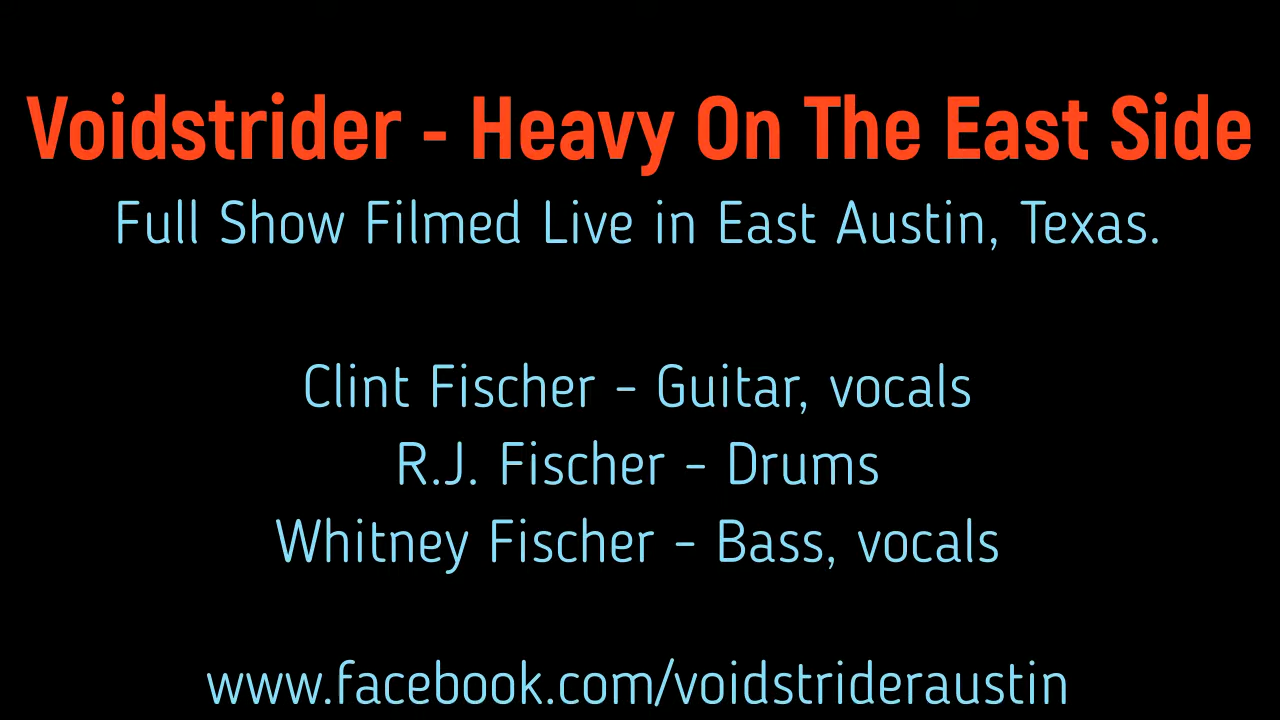 Voidstrider - Heavy On The East Side
Full Show Filmed Live in East Austin, Texas.
Clint Fischer - Guitar, vocals
R.J. Fischer - Drums
Whitney Fischer - Bass, vocals
www.facebook.com/voidstrideraustin